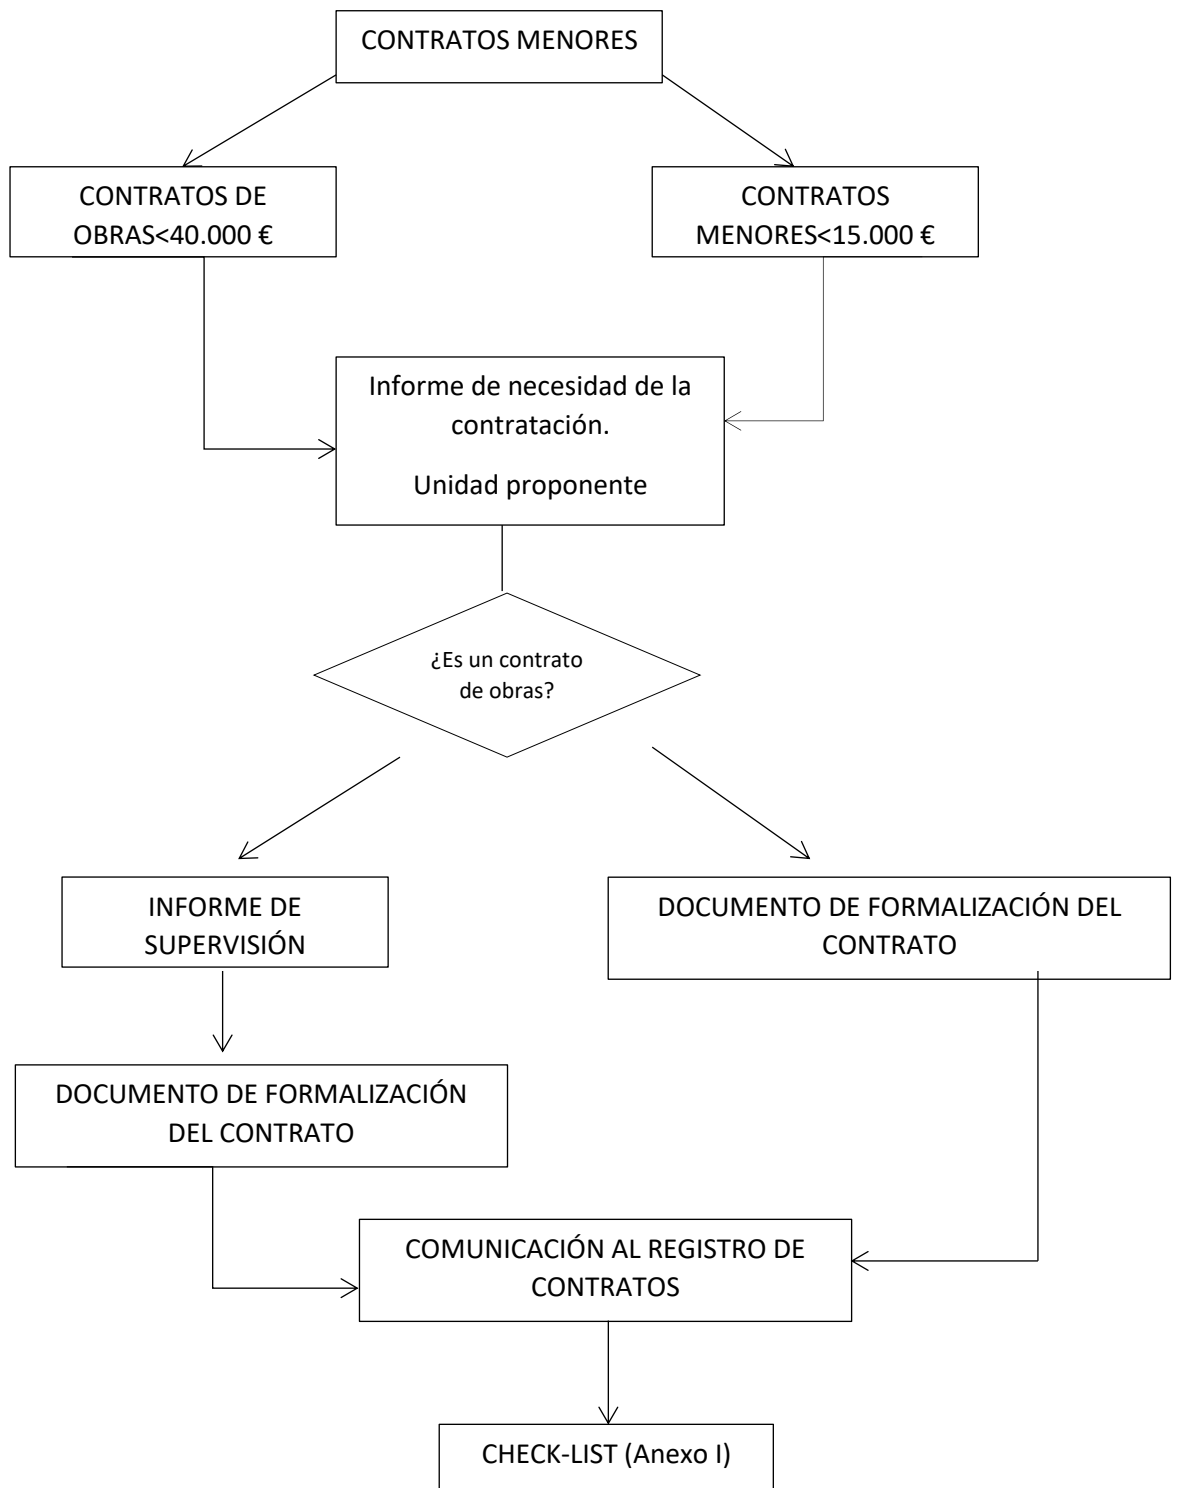 CONTRATOS MENORES
CONTRATOS DE
OBRAS<40.000 €
CONTRATOS
MENORES<15.000 €
Informe de necesidad de la
contratación.
Unidad proponente
¿Es un contrato
de obras?
INFORME DE
SUPERVISIÓN
DOCUMENTO DE FORMALIZACIÓN DEL
CONTRATO
DOCUMENTO DE FORMALIZACIÓN
DEL CONTRATO
COMUNICACIÓN AL REGISTRO DE
CONTRATOS
CHECK-LIST (Anexo I)